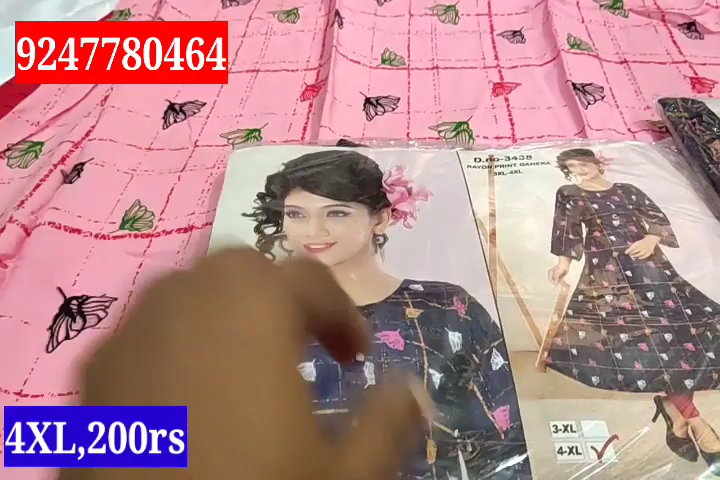 9247780464
D.no-3438
RAYON PRINT GAHERA
3XL-4XL
3-XL
4-XL
4XL,200rs